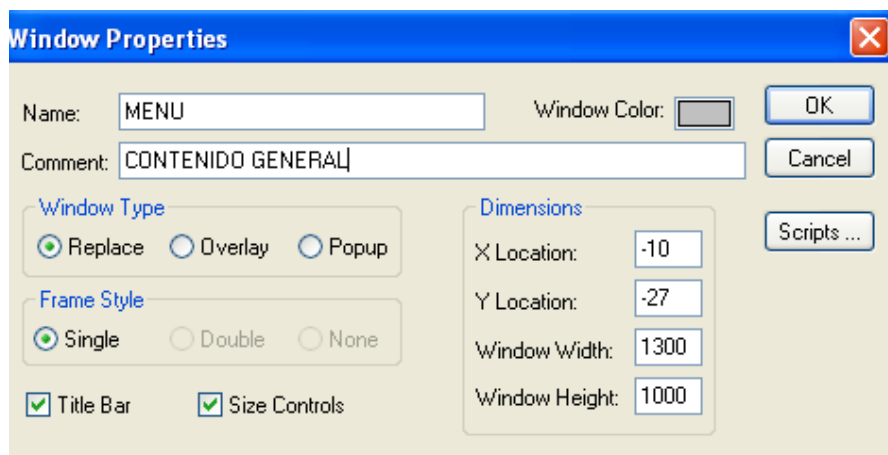 Window Properties
Name: MENU Window Color: OK
Comment: CONTENIDO GENERAL Cancel
Window Type Dimensions Scripts ...
Replace Overlay Popup X Location: -10
Frame Style Y Location: -27
Single Double None Window Width: 1300
Title Bar Size Controls Window Height: 1000